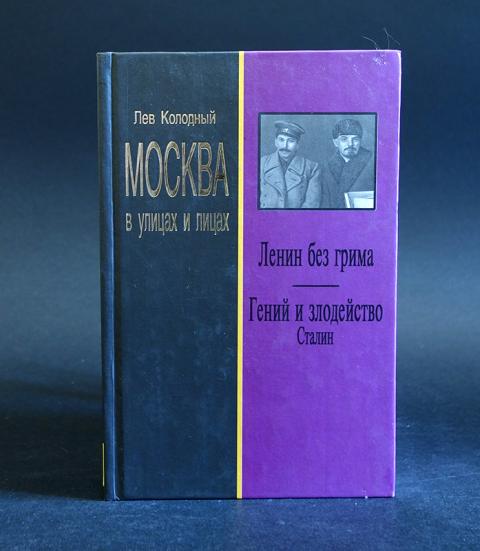 Лев Колодный
МОСКВА
в улицах и лицах
Ленин без грима
Гений и злодейство
Сталин